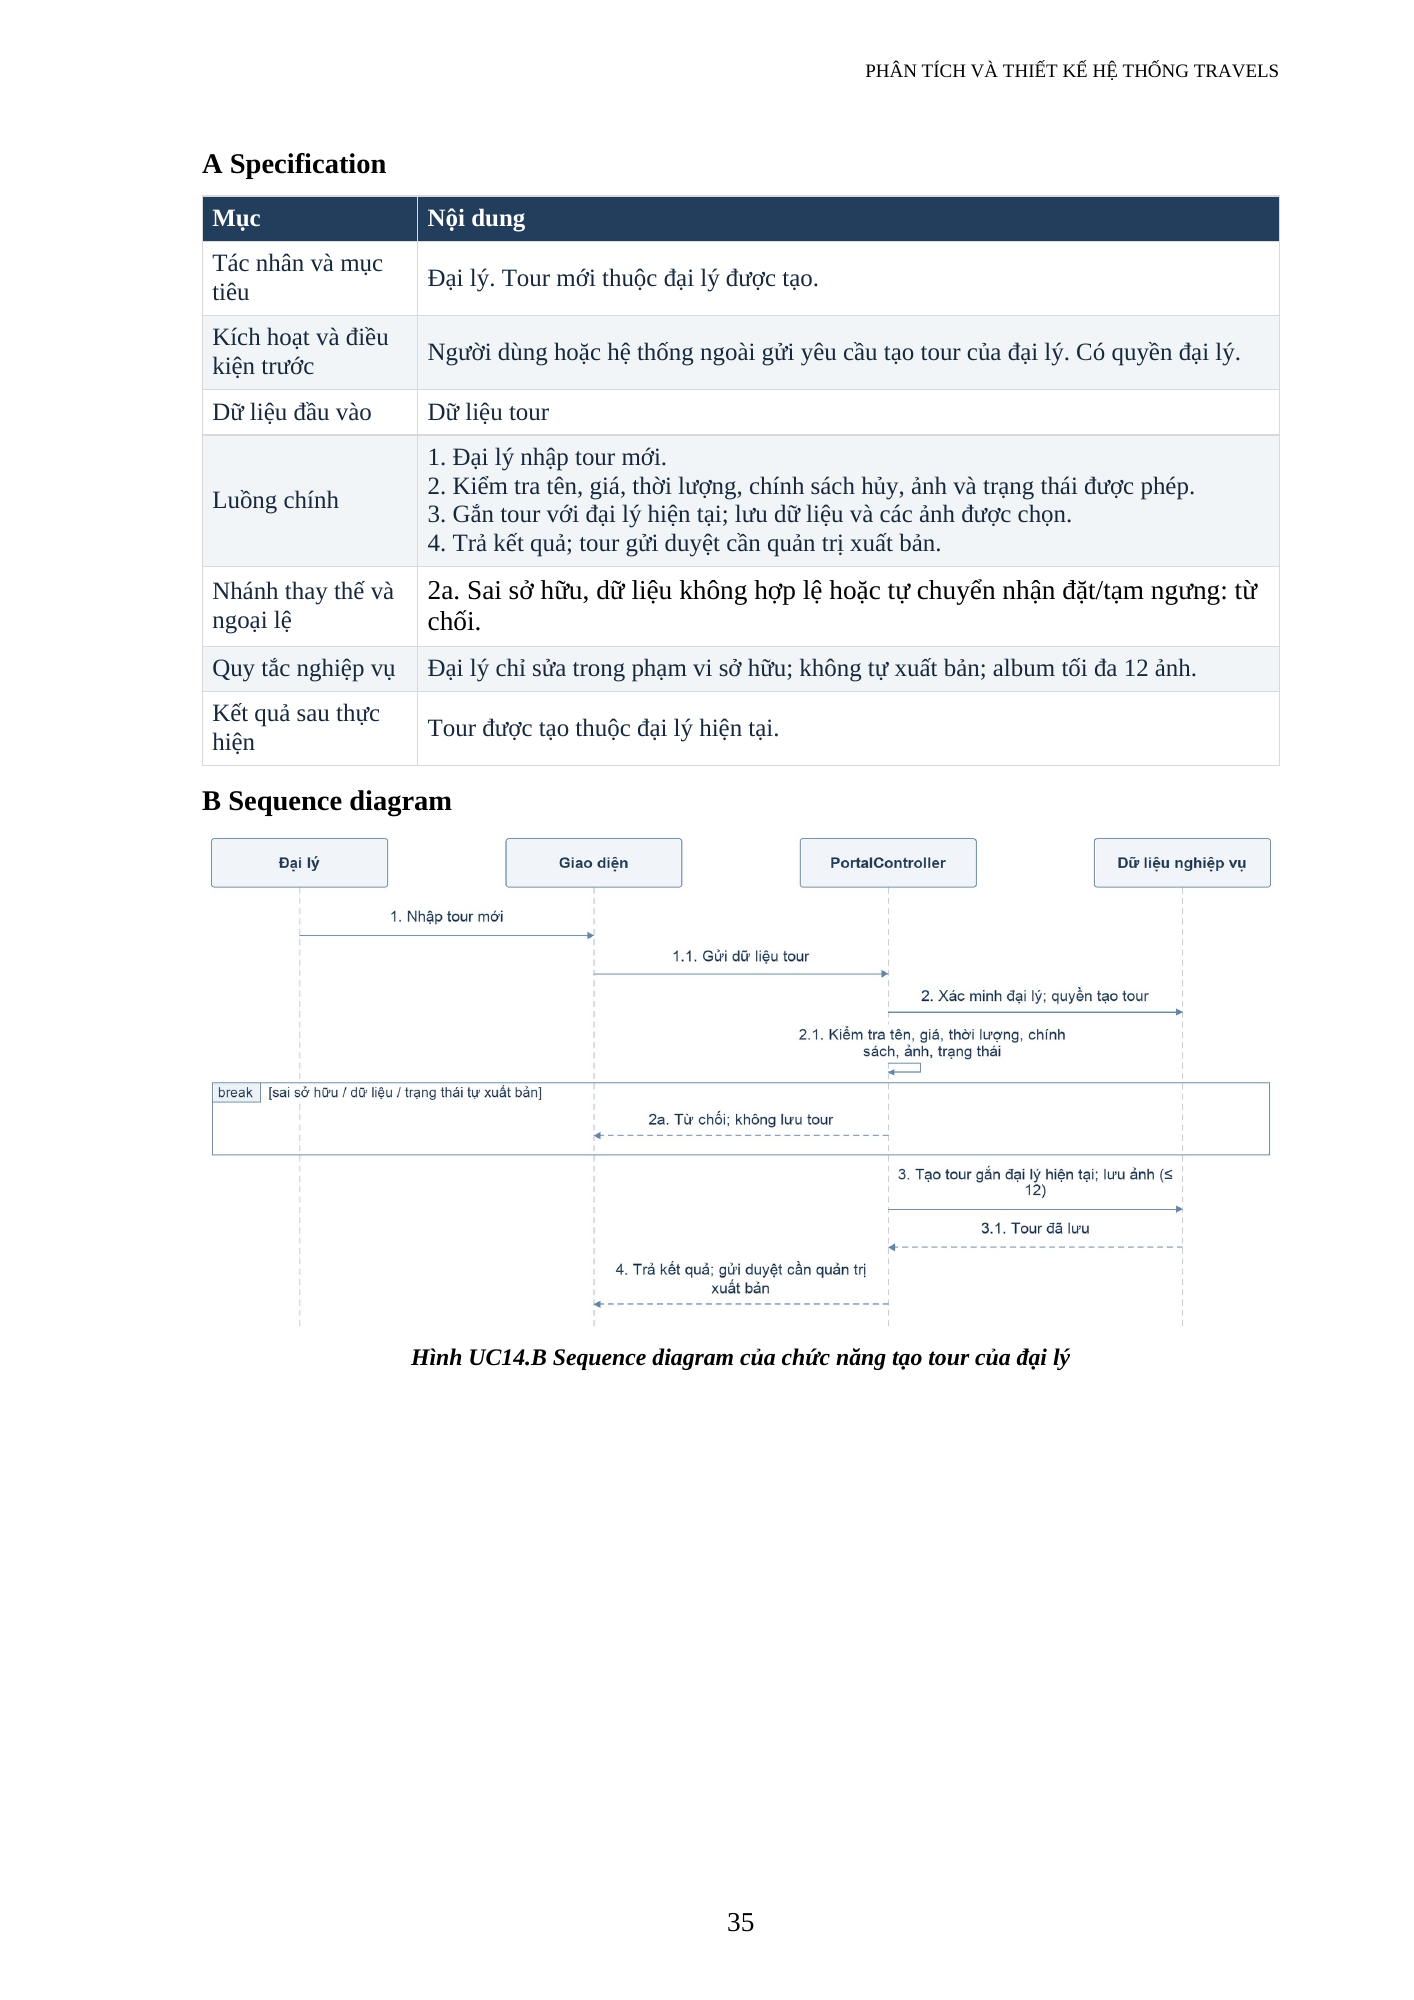 PHÂN TÍCH VÀ THIẾT KẾ HỆ THỐNG TRAVELS
A Specification
Mục
Nội dung
Tác nhân và mục
tiêu
Đại lý. Tour mới thuộc đại lý được tạo.
Kích hoạt và điều
kiện trước
Người dùng hoặc hệ thống ngoài gửi yêu cầu tạo tour của đại lý. Có quyền đại lý.
Dữ liệu đầu vào
Dữ liệu tour
Luồng chính
1. Đại lý nhập tour mới.
2. Kiểm tra tên, giá, thời lượng, chính sách hủy, ảnh và trạng thái được phép.
3. Gắn tour với đại lý hiện tại; lưu dữ liệu và các ảnh được chọn.
4. Trả kết quả; tour gửi duyệt cần quản trị xuất bản.
Nhánh thay thế và
ngoại lệ
2a. Sai sở hữu, dữ liệu không hợp lệ hoặc tự chuyển nhận đặt/tạm ngưng: từ
chối.
Quy tắc nghiệp vụ
Đại lý chỉ sửa trong phạm vi sở hữu; không tự xuất bản; album tối đa 12 ảnh.
Kết quả sau thực
hiện
Tour được tạo thuộc đại lý hiện tại.
B Sequence diagram
Đại lý
Giao diện
PortalController
Dữ liệu nghiệp vụ
1. Nhập tour mới
1.1. Gửi dữ liệu tour
2. Xác minh đại lý; quyền tạo tour
2.1. Kiểm tra tên, giá, thời lượng, chính
sách, ảnh, trạng thái
break [sai sở hữu / dữ liệu / trạng thái tự xuất bản]
2a. Từ chối; không lưu tour
3. Tạo tour gắn đại lý hiện tại; lưu ảnh (≤
12)
3.1. Tour đã lưu
4. Trả kết quả; gửi duyệt cần quản trị
xuất bản
Hình UC14.B Sequence diagram của chức năng tạo tour của đại lý
35